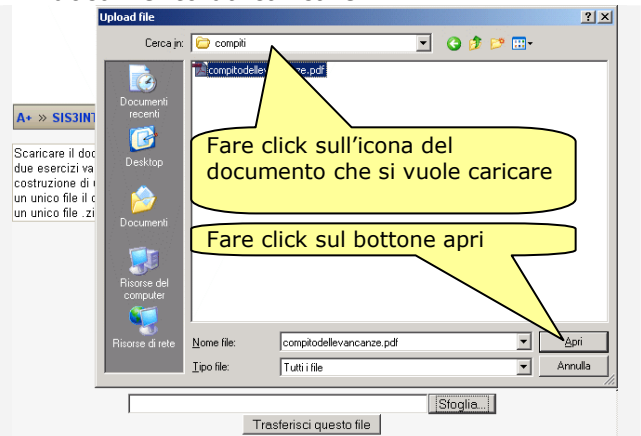 Upload file
Cerca in:
compiti
compitodellevancanze.pdf
Documenti
recenti
A+ » SIS3INT
Desktop
Fare click sull'icona del
documento che si vuole caricare
Scaricare il doc
due esercizi va
costruzione di
un unico file il
un unico file .zi
Documenti
Fare click sul bottone apri
Risorse del
computer
Risorse di rete
Nome file:
compitodellevancanze.pdf
Apri
Tipo file:
Tutti i file
Annulla
Sfoglia...
Trasferisci questo file